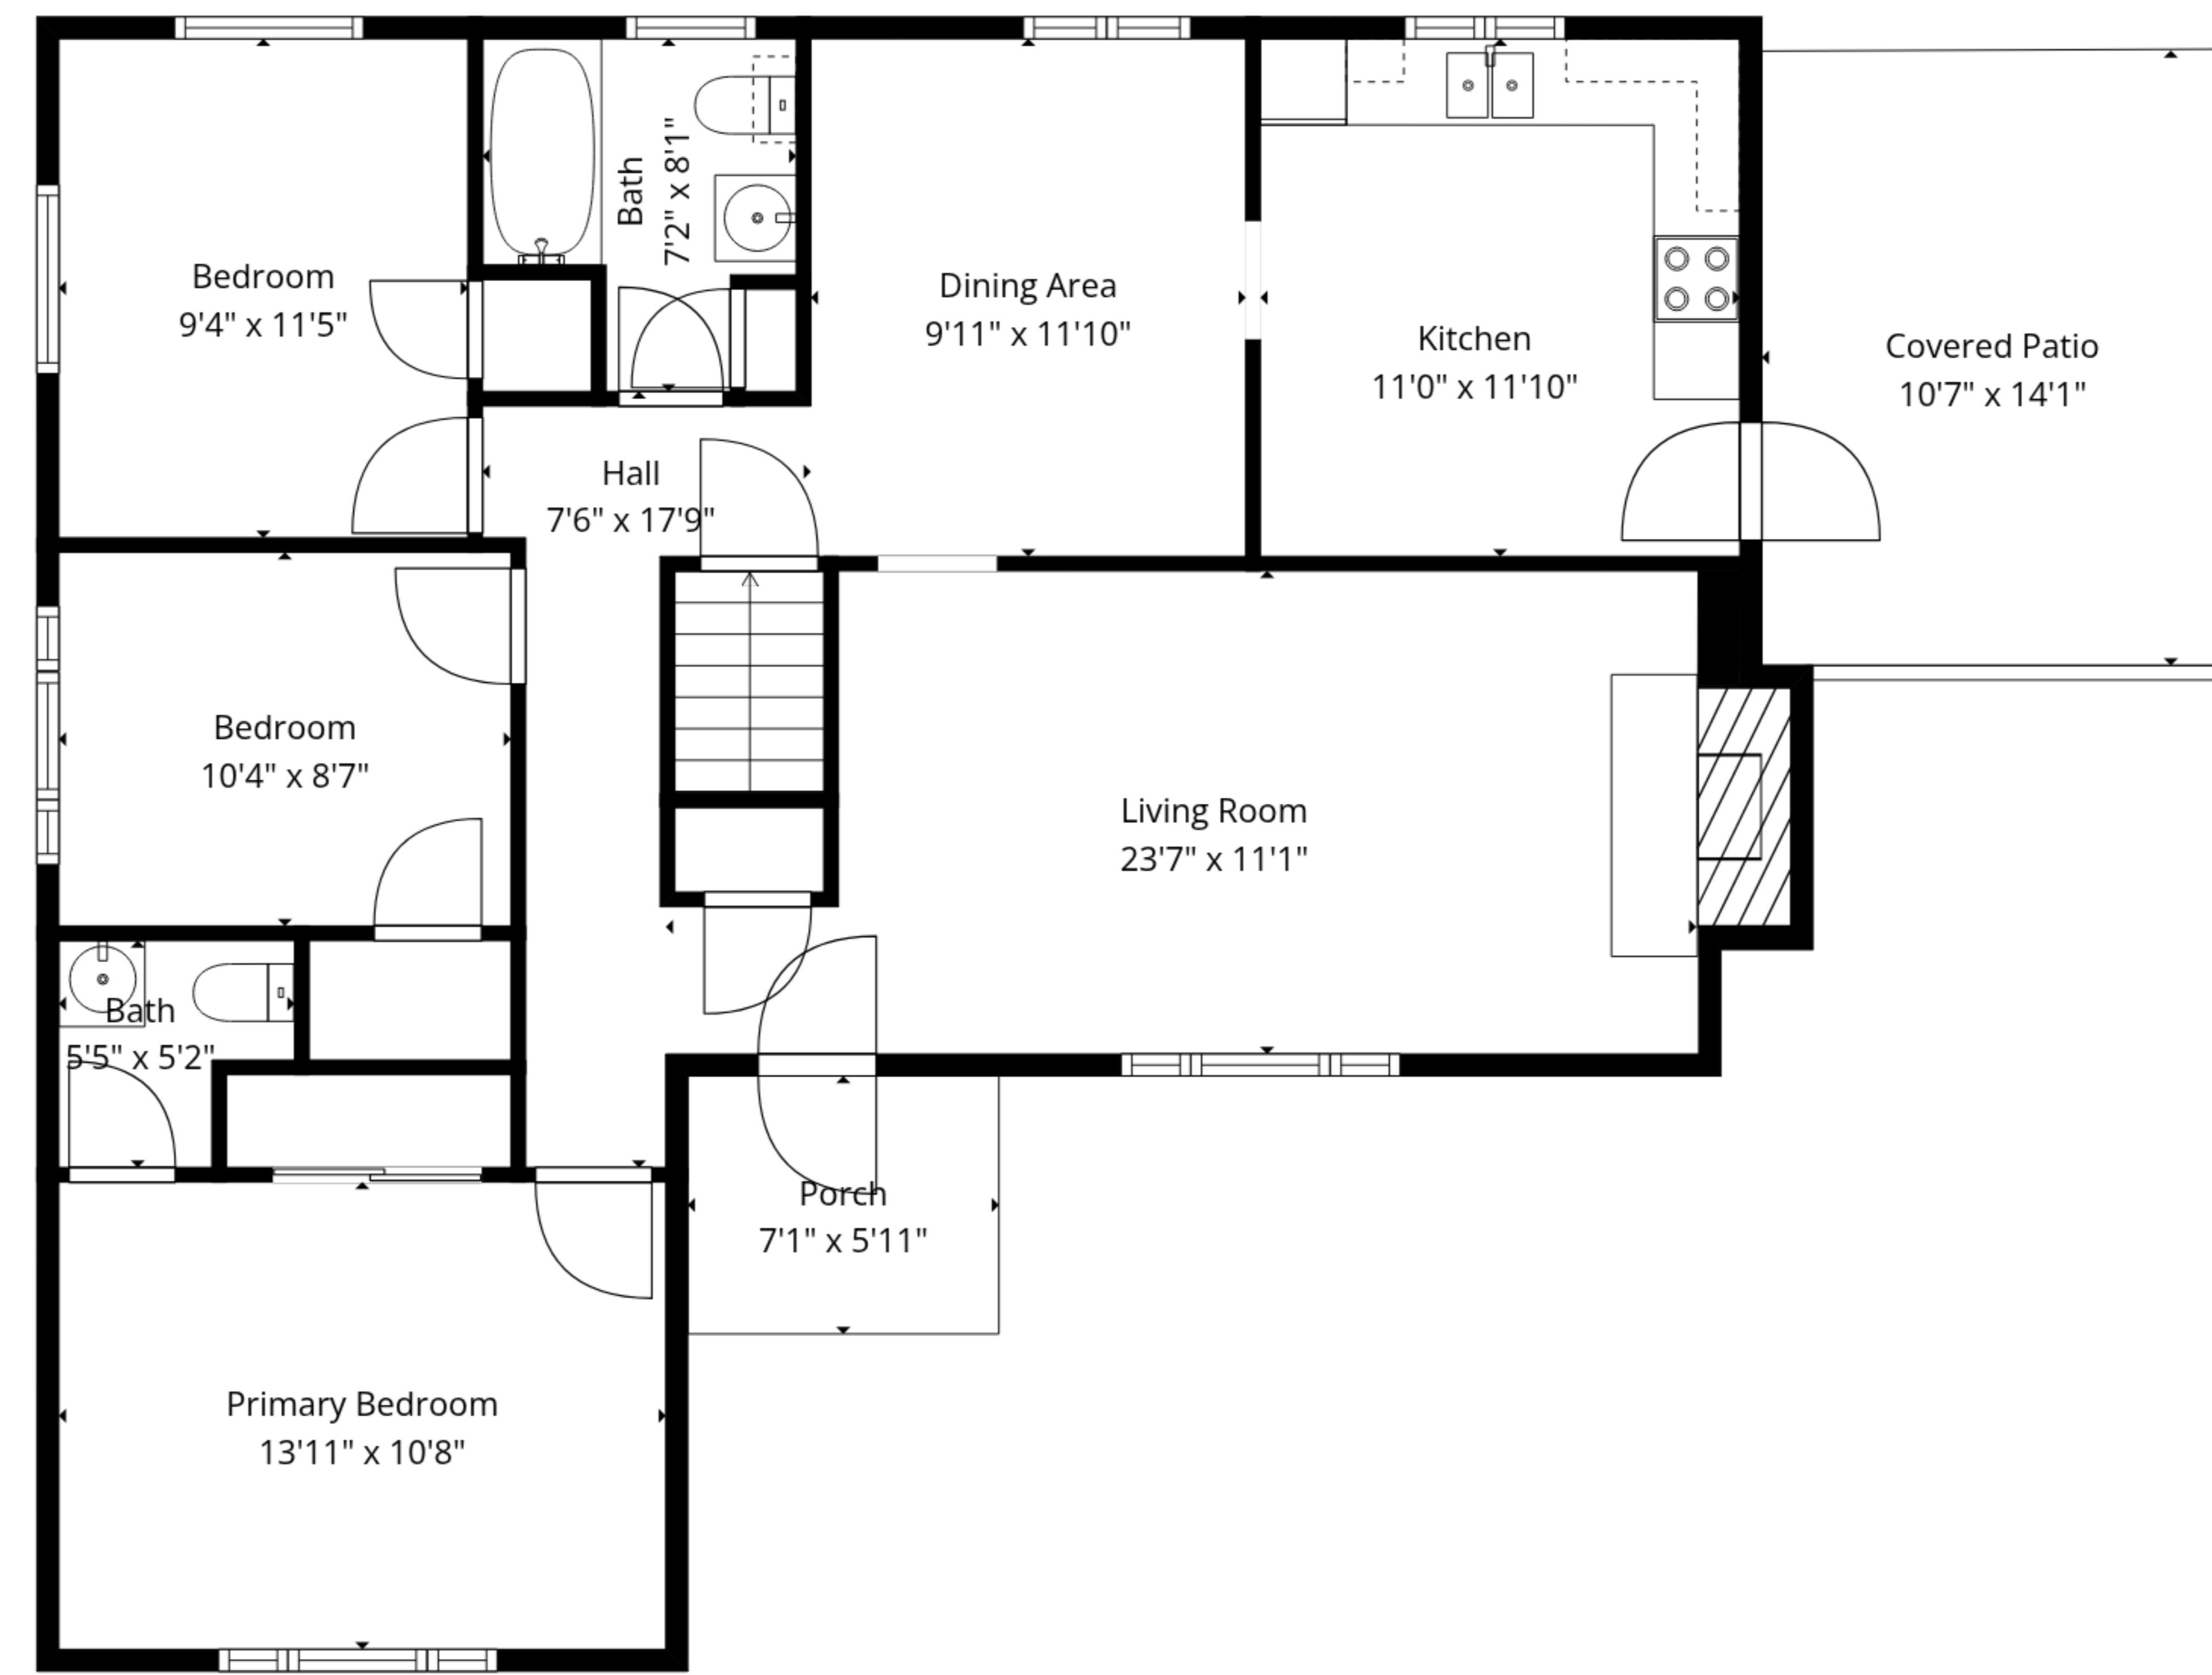 Bedroom
9'4" x 11'5"
Bath
7'2" x 8'1"
Dining Area
9'11" x 11'10"
Kitchen
11'0" x 11'10"
Covered Patio
10'7" x 14'1"
Hall
7'6" x 17'9"
Bedroom
10'4" x 8'7"
Living Room
23'7" x 11'1"
Bath
5'5" x 5'2"
Porch
7'1" x 5'11"
Primary Bedroom
13'11" x 10'8"